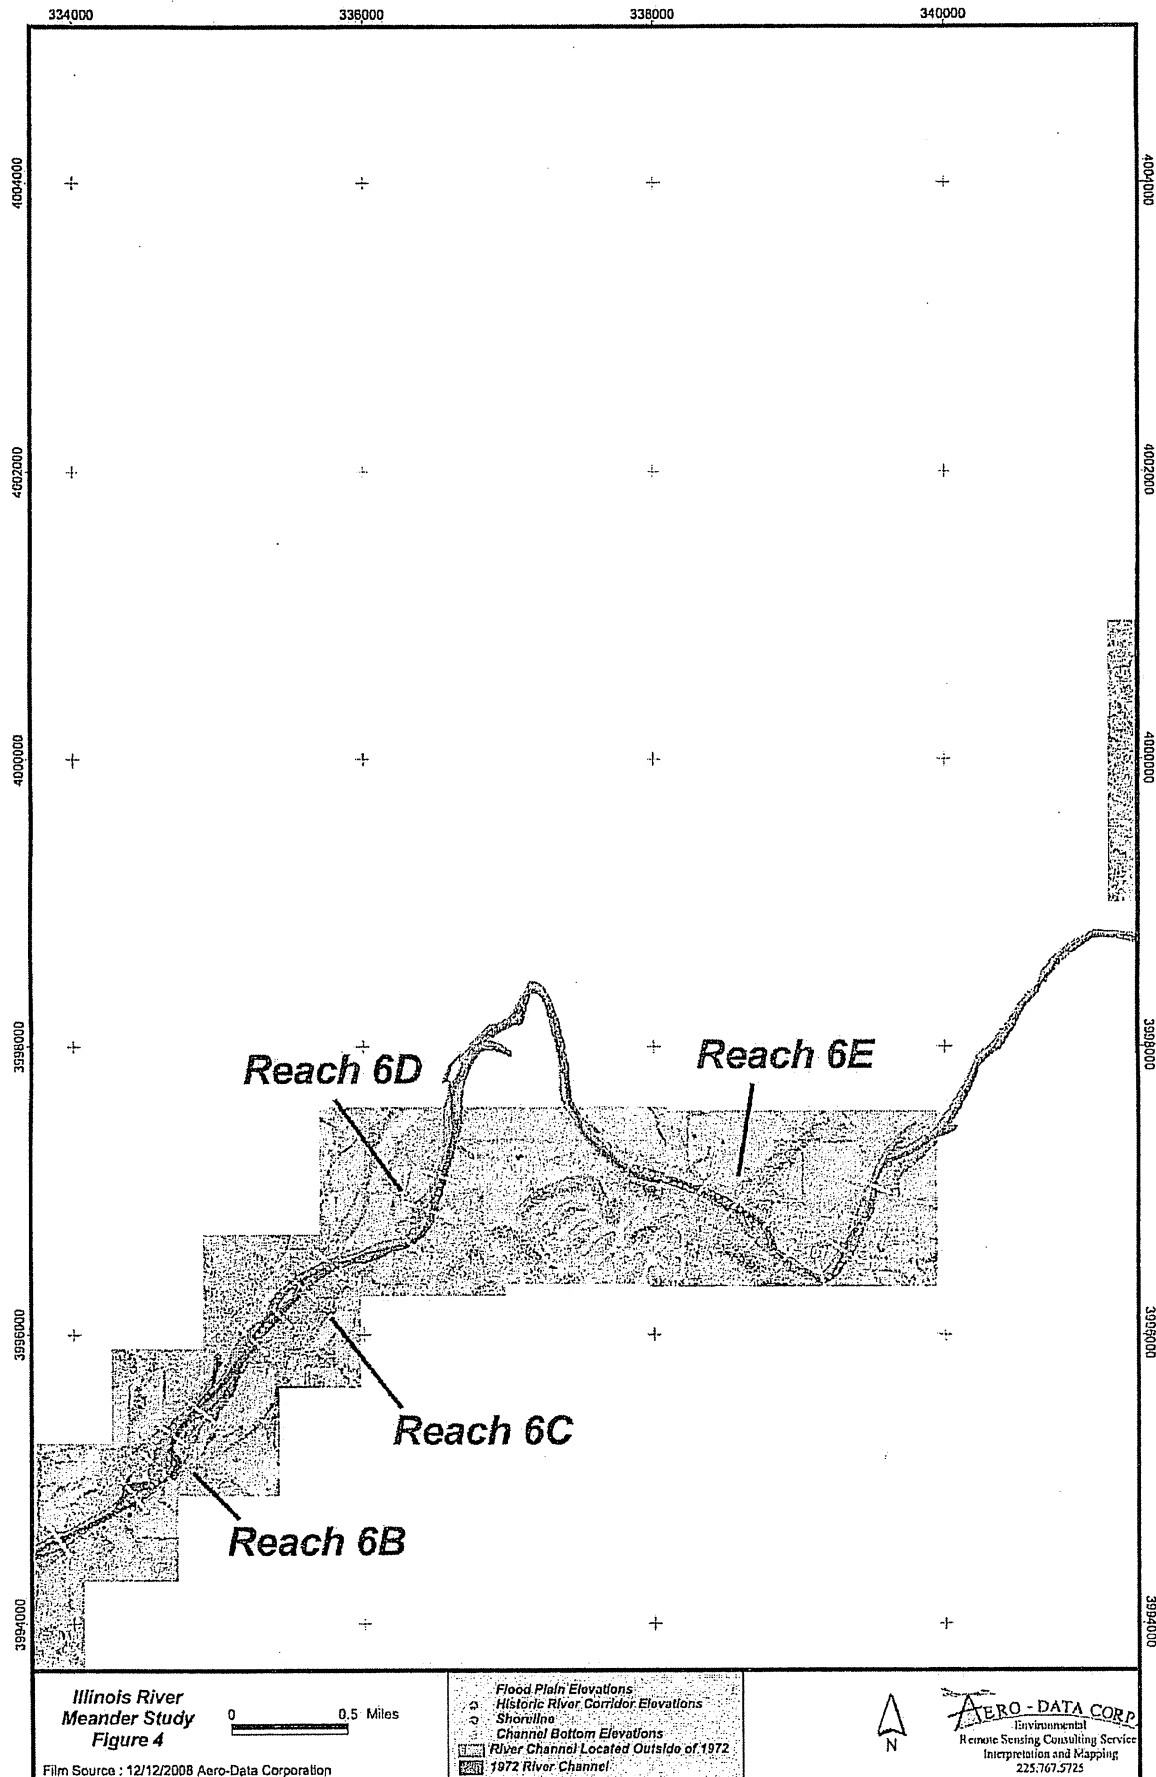 334000 336000 338000 340000
4004000 4004000
4002000 4002000
4000000 4000000
3998000 3998000
Reach 6D Reach 6E
3996000 3996000
Reach 6C
Reach 6B
3994000 3994000
Illinois River
Meander Study
Figure 4
0 0.5 Miles
Film Source : 12/12/2008 Aero-Data Corporation
Flood Plain Elevations
Historic River Corridor Elevations
Shoreline
Channel Bottom Elevations
River Channel Located Outside of 1972
1972 River Channel
N
AERO - DATA CORP
Environmental
Remote Sensing Consulting Service
Interpretation and Mapping
225.767.5725